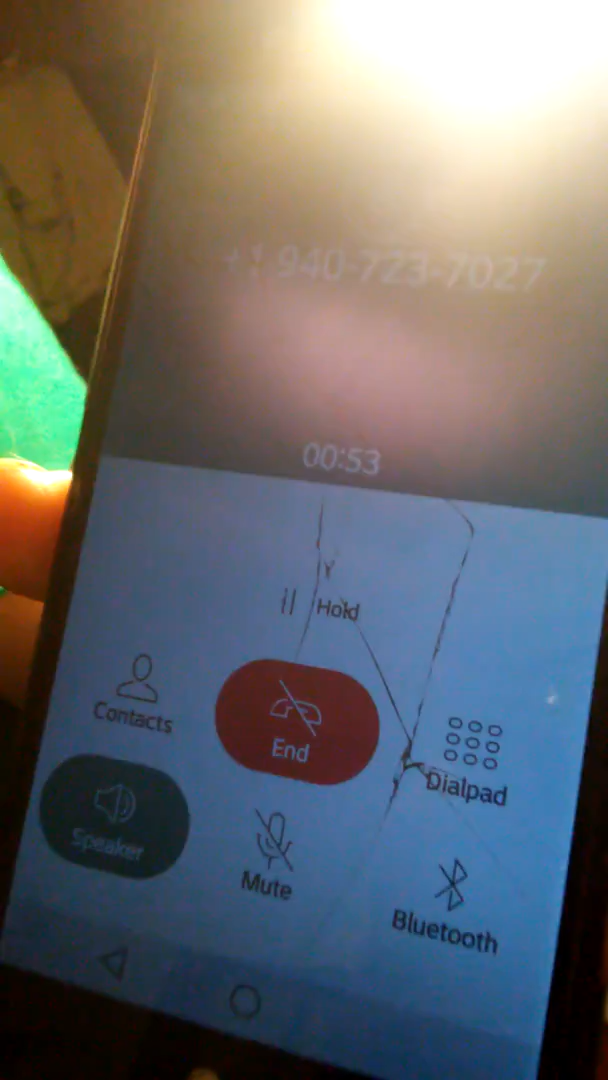 +1 940-723-7027
00:53
Hold
Contacts
End
Dialpad
Speaker
Mute
Bluetooth